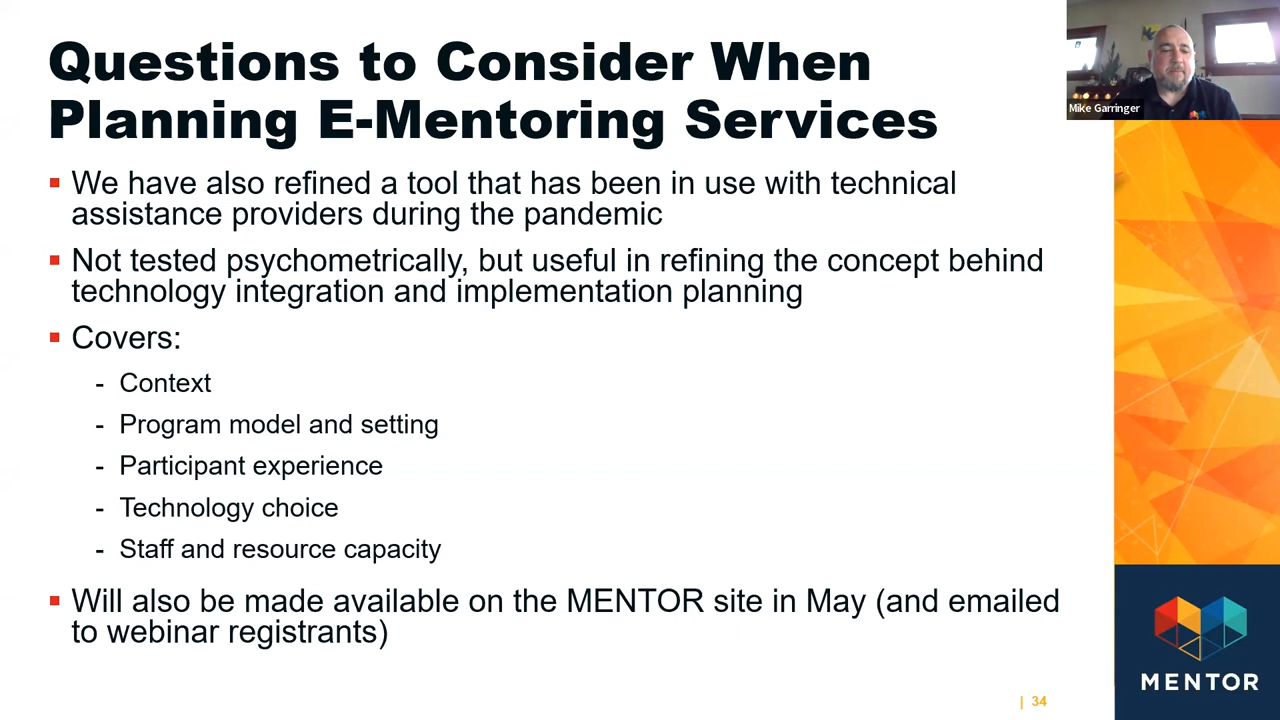 Questions to Consider When
Planning E-Mentoring Services
Mike Garringer
▪ We have also refined a tool that has been in use with technical
assistance providers during the pandemic
▪ Not tested psychometrically, but useful in refining the concept behind
technology integration and implementation planning
▪ Covers:
- Context
- Program model and setting
- Participant experience
- Technology choice
- Staff and resource capacity
▪ Will also be made available on the MENTOR site in May (and emailed
to webinar registrants)
MENTOR
| 34